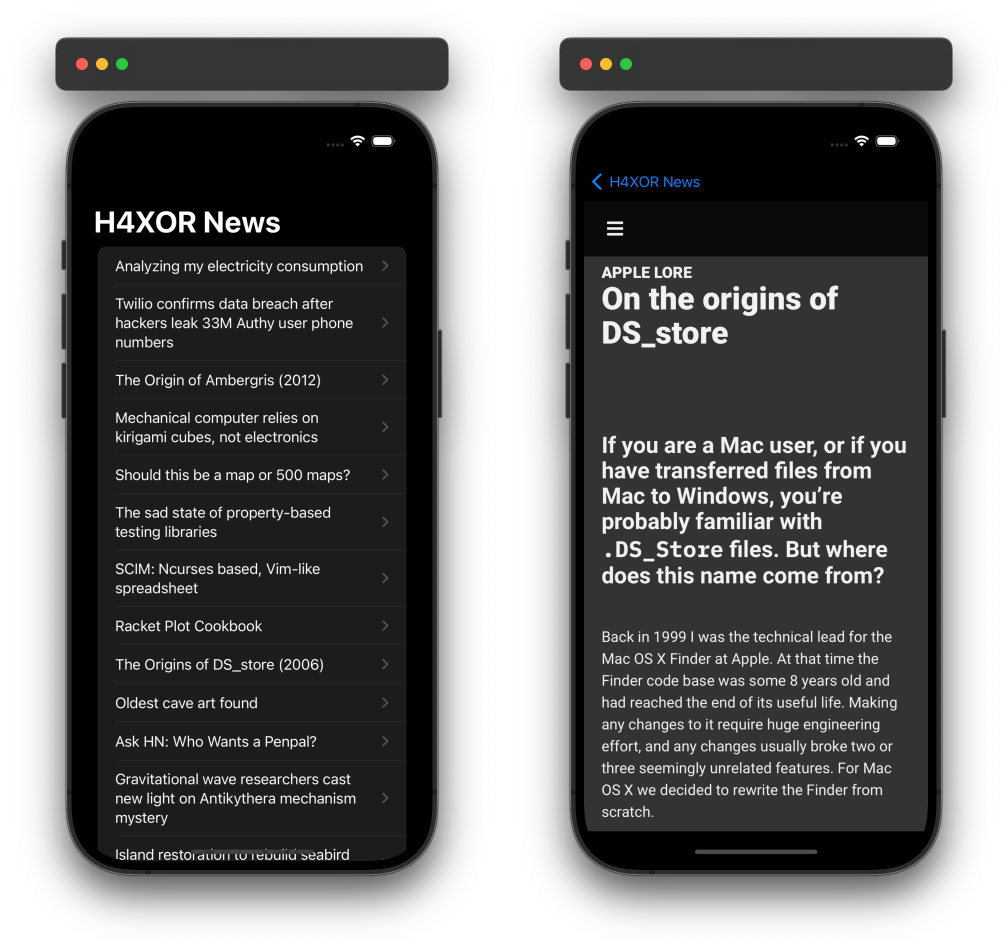 H4XOR News
Analyzing my electricity consumption
Twilio confirms data breach after
hackers leak 33M Authy user phone
numbers
The Origin of Ambergris (2012)
Mechanical computer relies on
kirigami cubes, not electronics
Should this be a map or 500 maps?
The sad state of property-based
testing libraries
SCIM: Ncurses based, Vim-like
spreadsheet
Racket Plot Cookbook
The Origins of DS_store (2006)
Oldest cave art found
Ask HN: Who Wants a Penpal?
Gravitational wave researchers cast
new light on Antikythera mechanism
mystery
Island restoration to rebuild seabird
H4XOR News
APPLE LORE
On the origins of
DS_store
If you are a Mac user, or if you
have transferred files from
Mac to Windows, you’re
probably familiar with
.DS_Store files. But where
does this name come from?
Back in 1999 I was the technical lead for the
Mac OS X Finder at Apple. At that time the
Finder code base was some 8 years old and
had reached the end of its useful life. Making
any changes to it require huge engineering
effort, and any changes usually broke two or
three seemingly unrelated features. For Mac
OS X we decided to rewrite the Finder from
scratch.